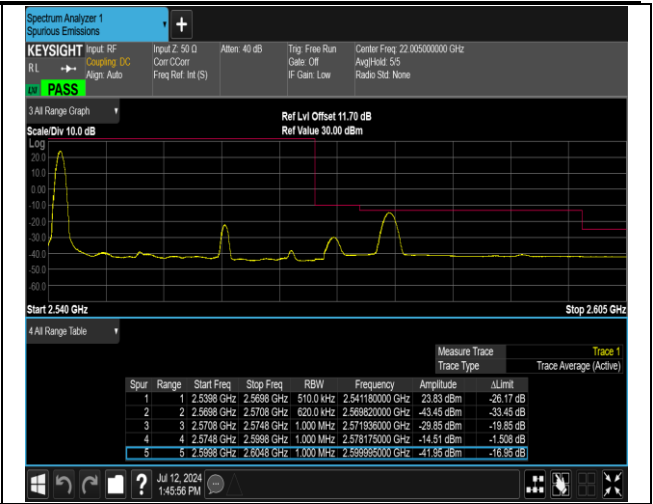 Spectrum Analyzer 1
Spurious Emissions
+
KEYSIGHT Input: RF Input Z: 50 Ω Atten: 40 dB Trig: Free Run Center Freq: 22.005000000 GHz
RL Coupling: DC Corr CCorr Gate: Off Avg|Hold: 5/5
Align: Auto Freq Ref: Int (S) IF Gain: Low Radio Std: None
LXI PASS
3 All Range Graph
Ref Lvl Offset 11.70 dB
Scale/Div 10.0 dB Ref Value 30.00 dBm
Log
20.0
10.0
0.00
-10.0
-20.0
-30.0
-40.0
-50.0
-60.0
Start 2.540 GHz Stop 2.605 GHz
4 All Range Table
Measure Trace Trace 1
Trace Type Trace Average (Active)
Spur Range Start Freq Stop Freq RBW Frequency Amplitude ΔLimit
1 1 2.5398 GHz 2.5698 GHz 510.0 kHz 2.541180000 GHz 23.83 dBm -26.17 dB
2 2 2.5698 GHz 2.5708 GHz 620.0 kHz 2.569820000 GHz -43.45 dBm -33.45 dB
3 3 2.5708 GHz 2.5748 GHz 1.000 MHz 2.571936000 GHz -29.85 dBm -19.85 dB
4 4 2.5748 GHz 2.5998 GHz 1.000 MHz 2.578175000 GHz -14.51 dBm -1.508 dB
5 5 2.5998 GHz 2.6048 GHz 1.000 MHz 2.599995000 GHz -41.95 dBm -16.95 dB
? Jul 12, 2024
1:45:56 PM